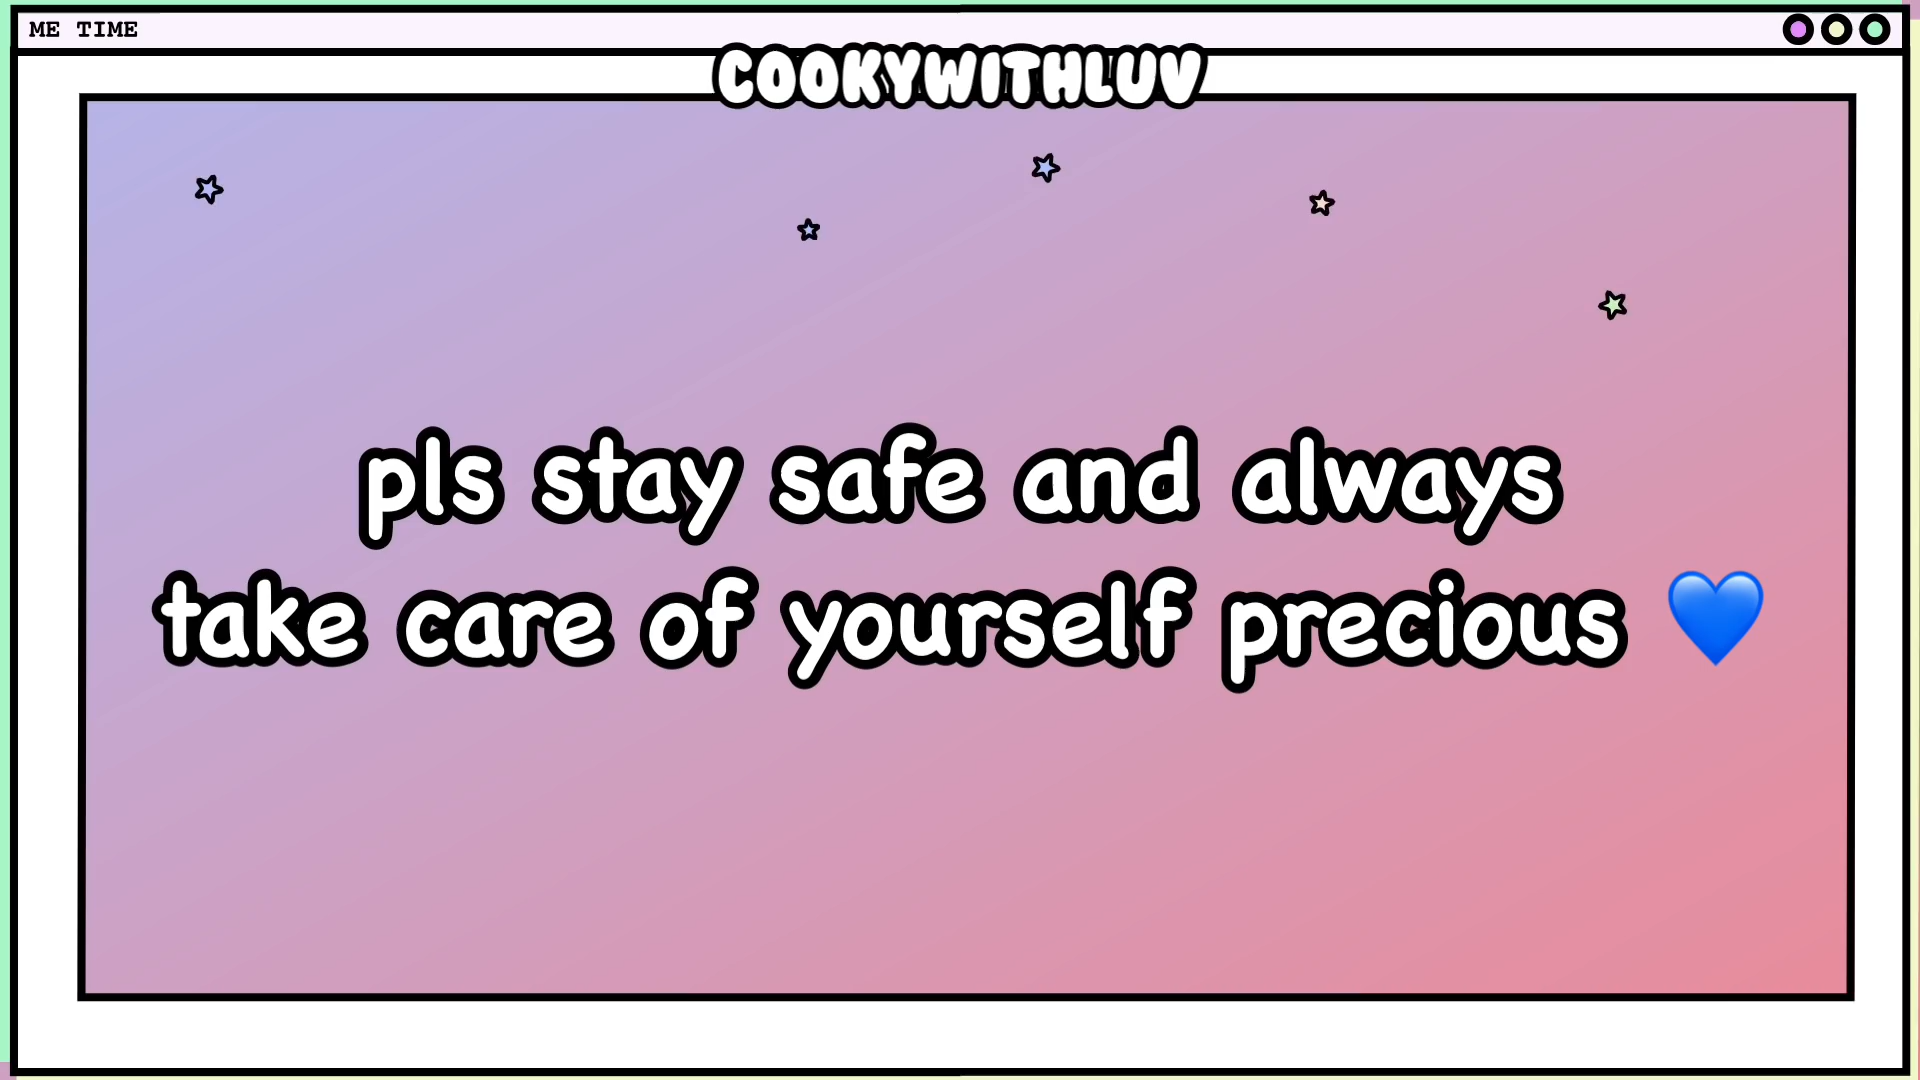 ME TIME
COOKYWITHLUV
pls stay safe and always
take care of yourself precious 💙